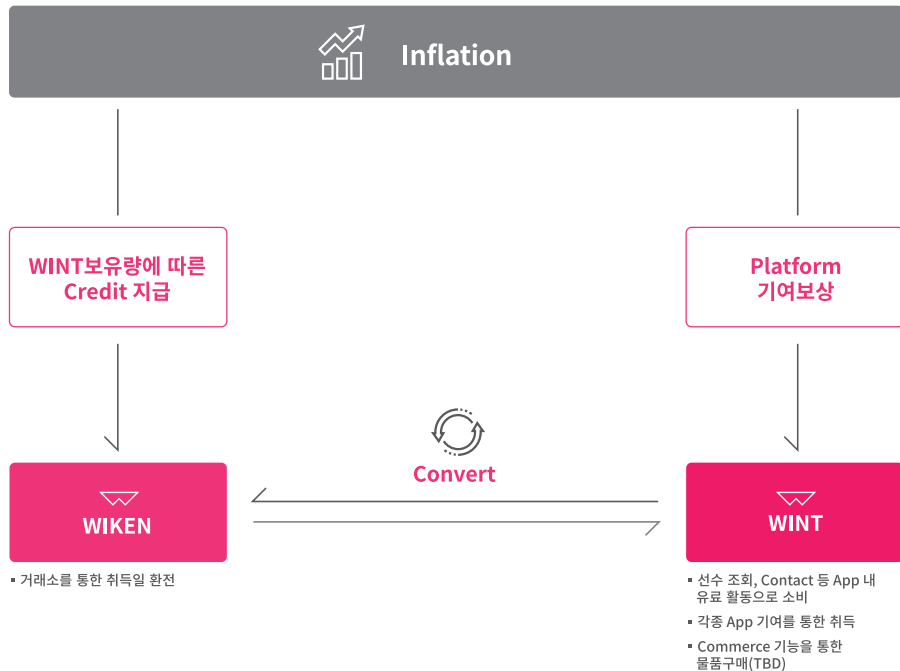 Inflation
WINT보유량에 따른
Credit 지급
Platform
기여보상
Convert
WIKEN
WINT
▪ 거래소를 통한 취득일 환전
▪ 선수 조회, Contact 등 App 내
유료 활동으로 소비
▪ 각종 App 기여를 통한 취득
▪ Commerce 기능을 통한
물품구매(TBD)